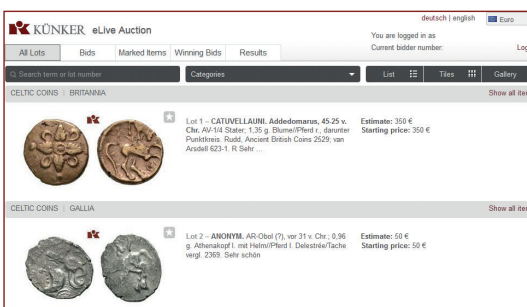 deutsch | english
Euro
KÜNKER eLive Auction
You are logged in as
Current bidder number:
All Lots Bids Marked Items Winning Bids Results
Search term or lot number Categories List Tiles Gallery
CELTIC COINS | BRITANNIA Show all
Lot 1 – CATUVELLAUNI. Addedomarus, 45-25 v.
Chr. AV-1/4 Stater; 1,35 g. Blume//Pferd r., darunter
Punktkreis. Rudd, Ancient British Coins 2529; van
Arsdell 623-1. R Sehr ...
Estimate: 350 €
Starting price: 350 €
CELTIC COINS | GALLIA Show all
Lot 2 – ANONYM. AR-Obol (?), vor 31 v. Chr.; 0,96
g. Athenakopf l. mit Helm//Pferd l. Delestrée/Tache
vergl. 2369. Sehr schön
Estimate: 50 €
Starting price: 50 €